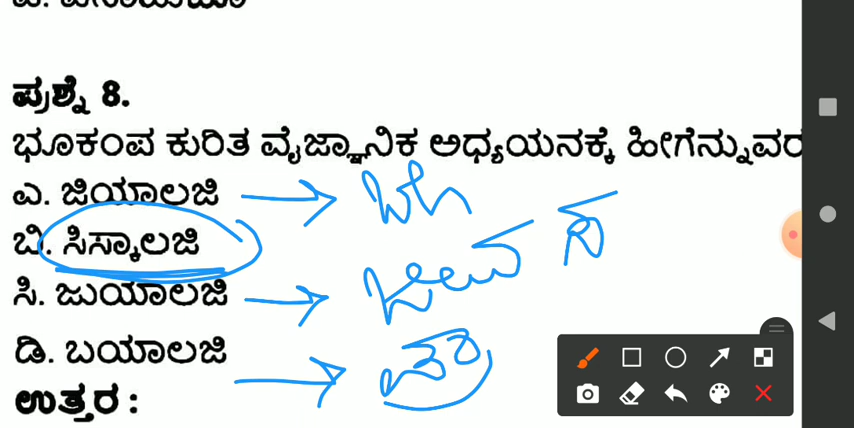 ಪ್ರಶ್ನೆ 8.
ಭೂಕಂಪ ಕುರಿತ ವೈಜ್ಞಾನಿಕ ಅಧ್ಯಯನಕ್ಕೆ ಹೀಗೆನ್ನುವರ
ಎ. ಜಿಯಾಲಜಿ
ಬಿ. ಸಿಸ್ಕಾಲಜಿ
ಸಿ. ಜುಯಾಲಜಿ
ಡಿ. ಬಯಾಲಜಿ
ಉತ್ತರ :